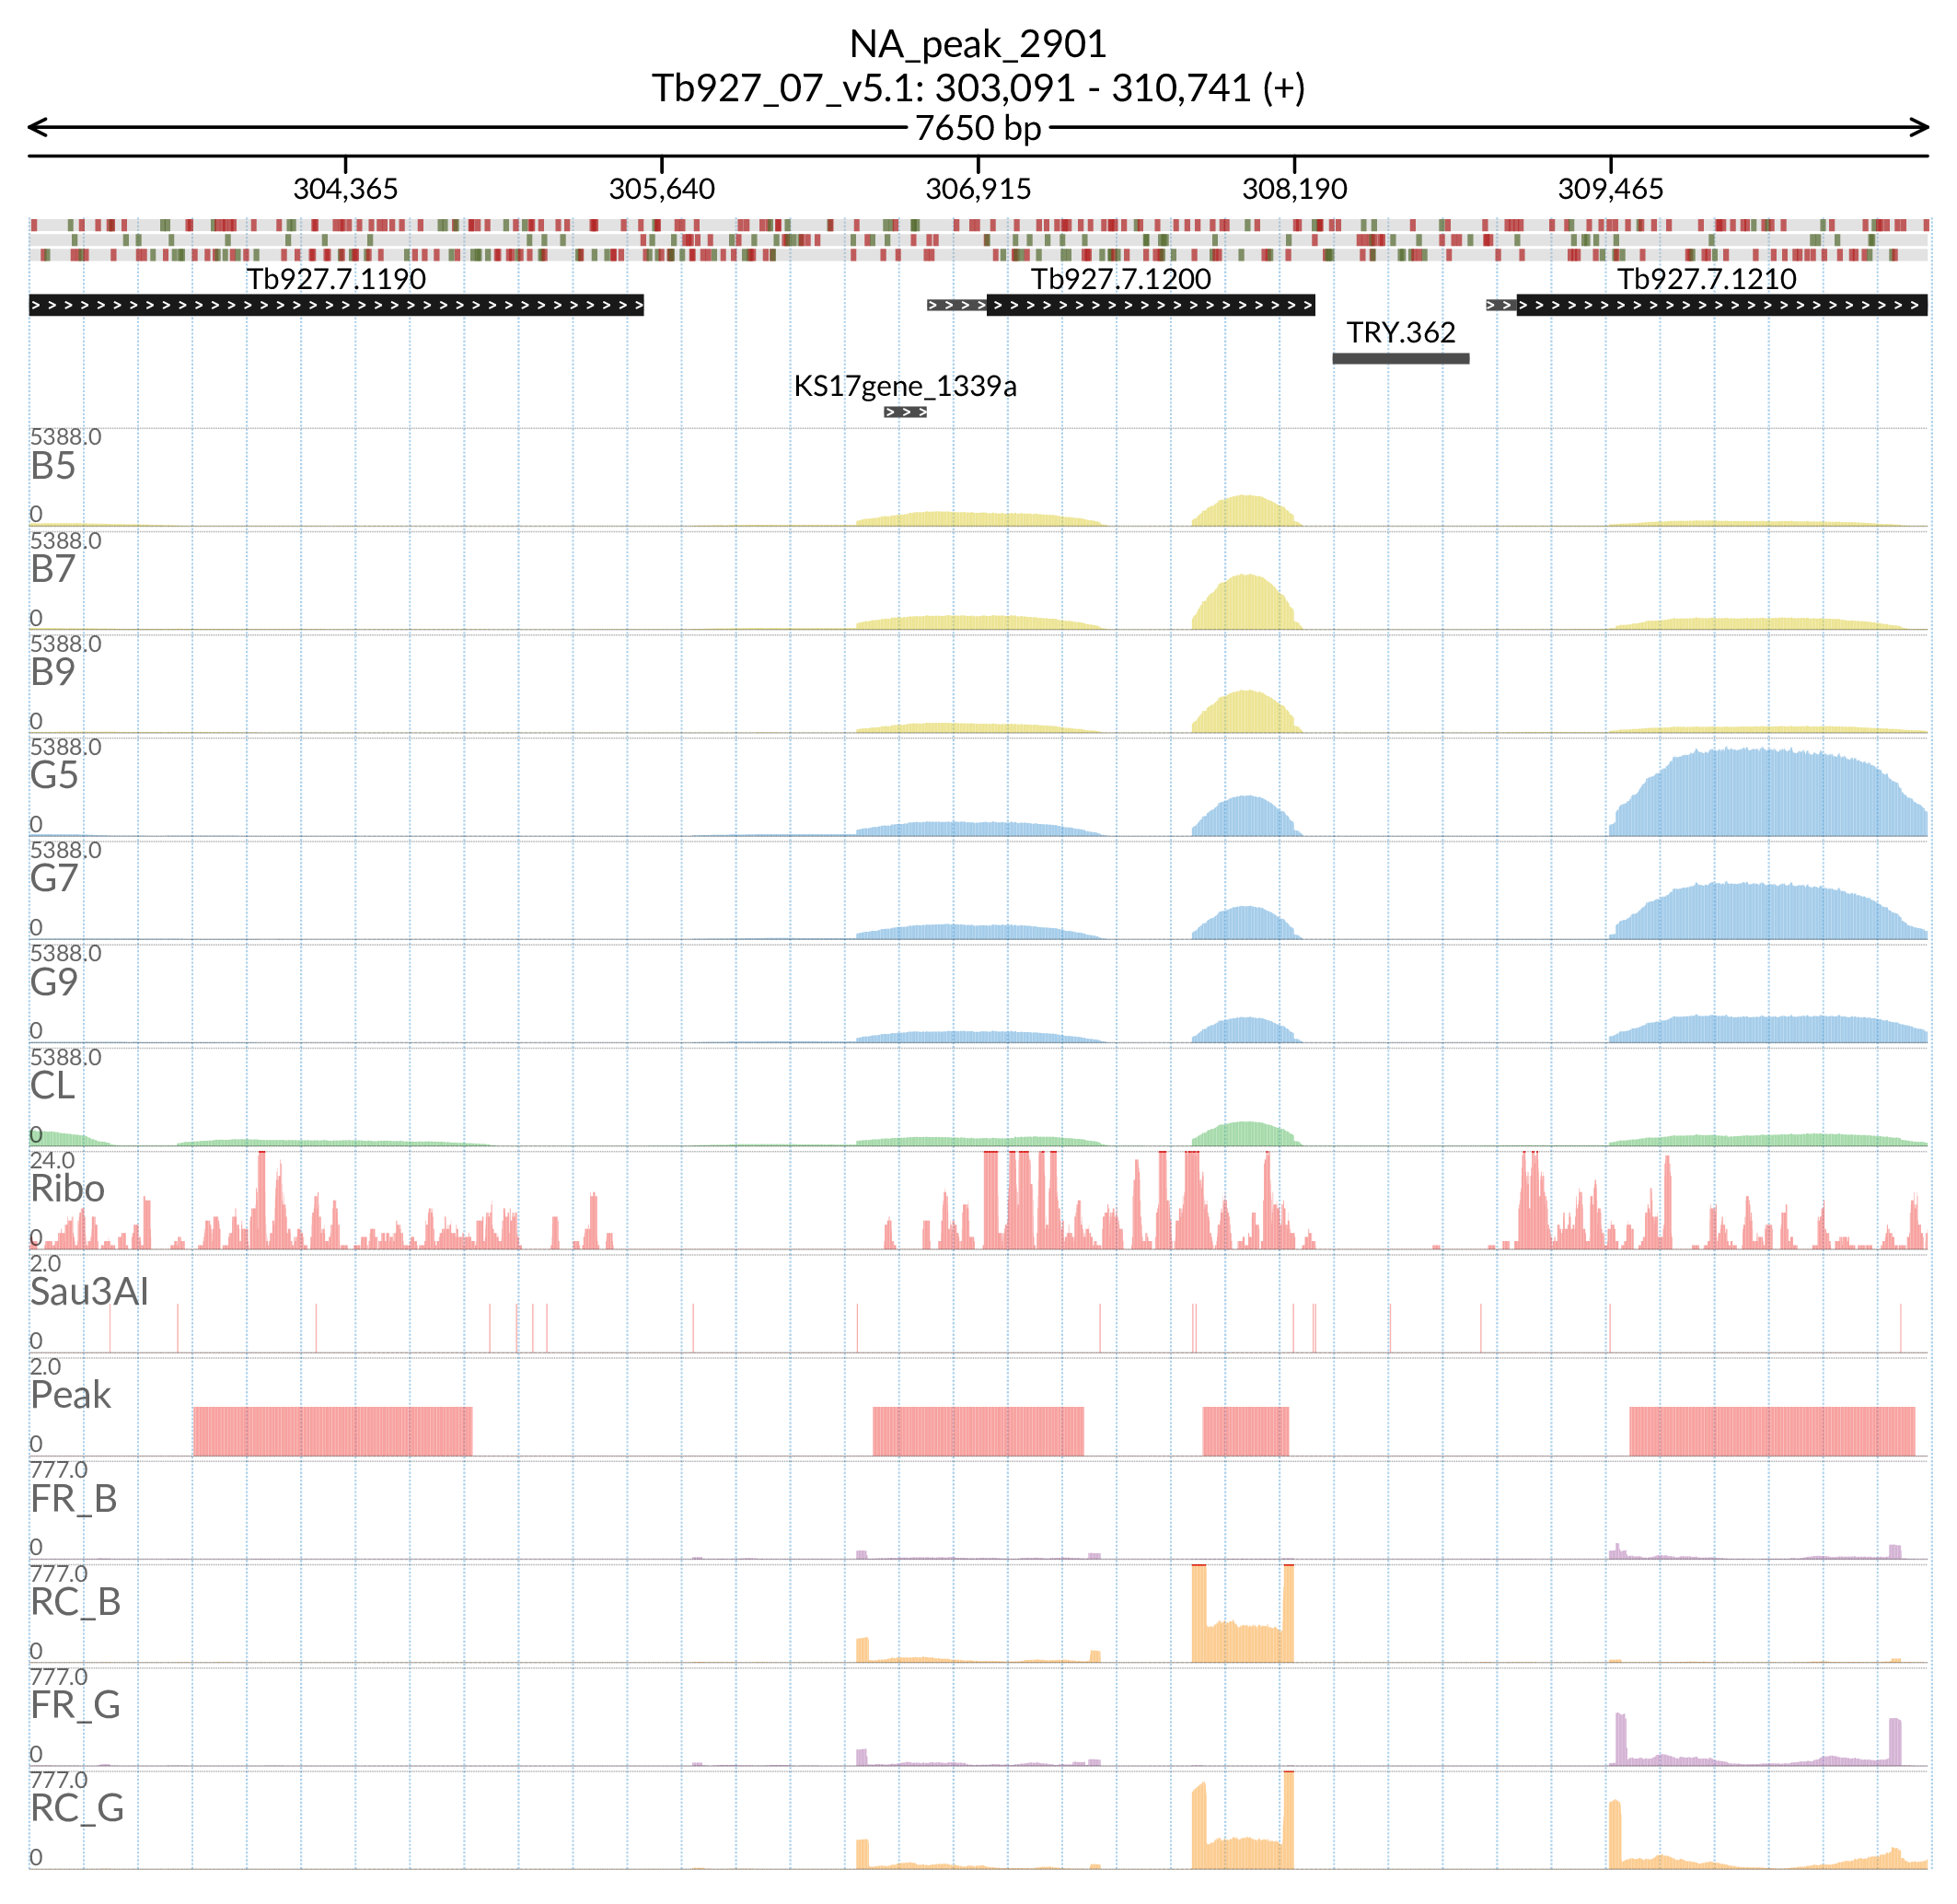 NA_peak_2901
Tb927_07_v5.1: 303,091 - 310,741 (+)
7650 bp
304,365 305,640 306,915 308,190 309,465
Tb927.7.1190 Tb927.7.1200 Tb927.7.1210
TRY.362
KS17gene_1339a
5388.0
B5
0
5388.0
B7
0
5388.0
B9
0
5388.0
G5
0
5388.0
G7
0
5388.0
G9
0
5388.0
CL
0
24.0
Ribo
0
2.0
Sau3AI
0
2.0
Peak
0
777.0
FR_B
0
777.0
RC_B
0
777.0
FR_G
0
777.0
RC_G
0